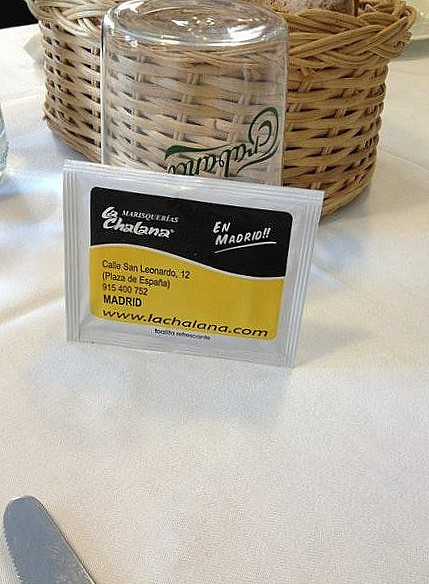 MARISQUERÍAS
La Chalana®
EN
MADRID!!
Calle San Leonardo, 12
(Plaza de España)
915 400 752
MADRID
www.lachalana.com
toallita refrescante